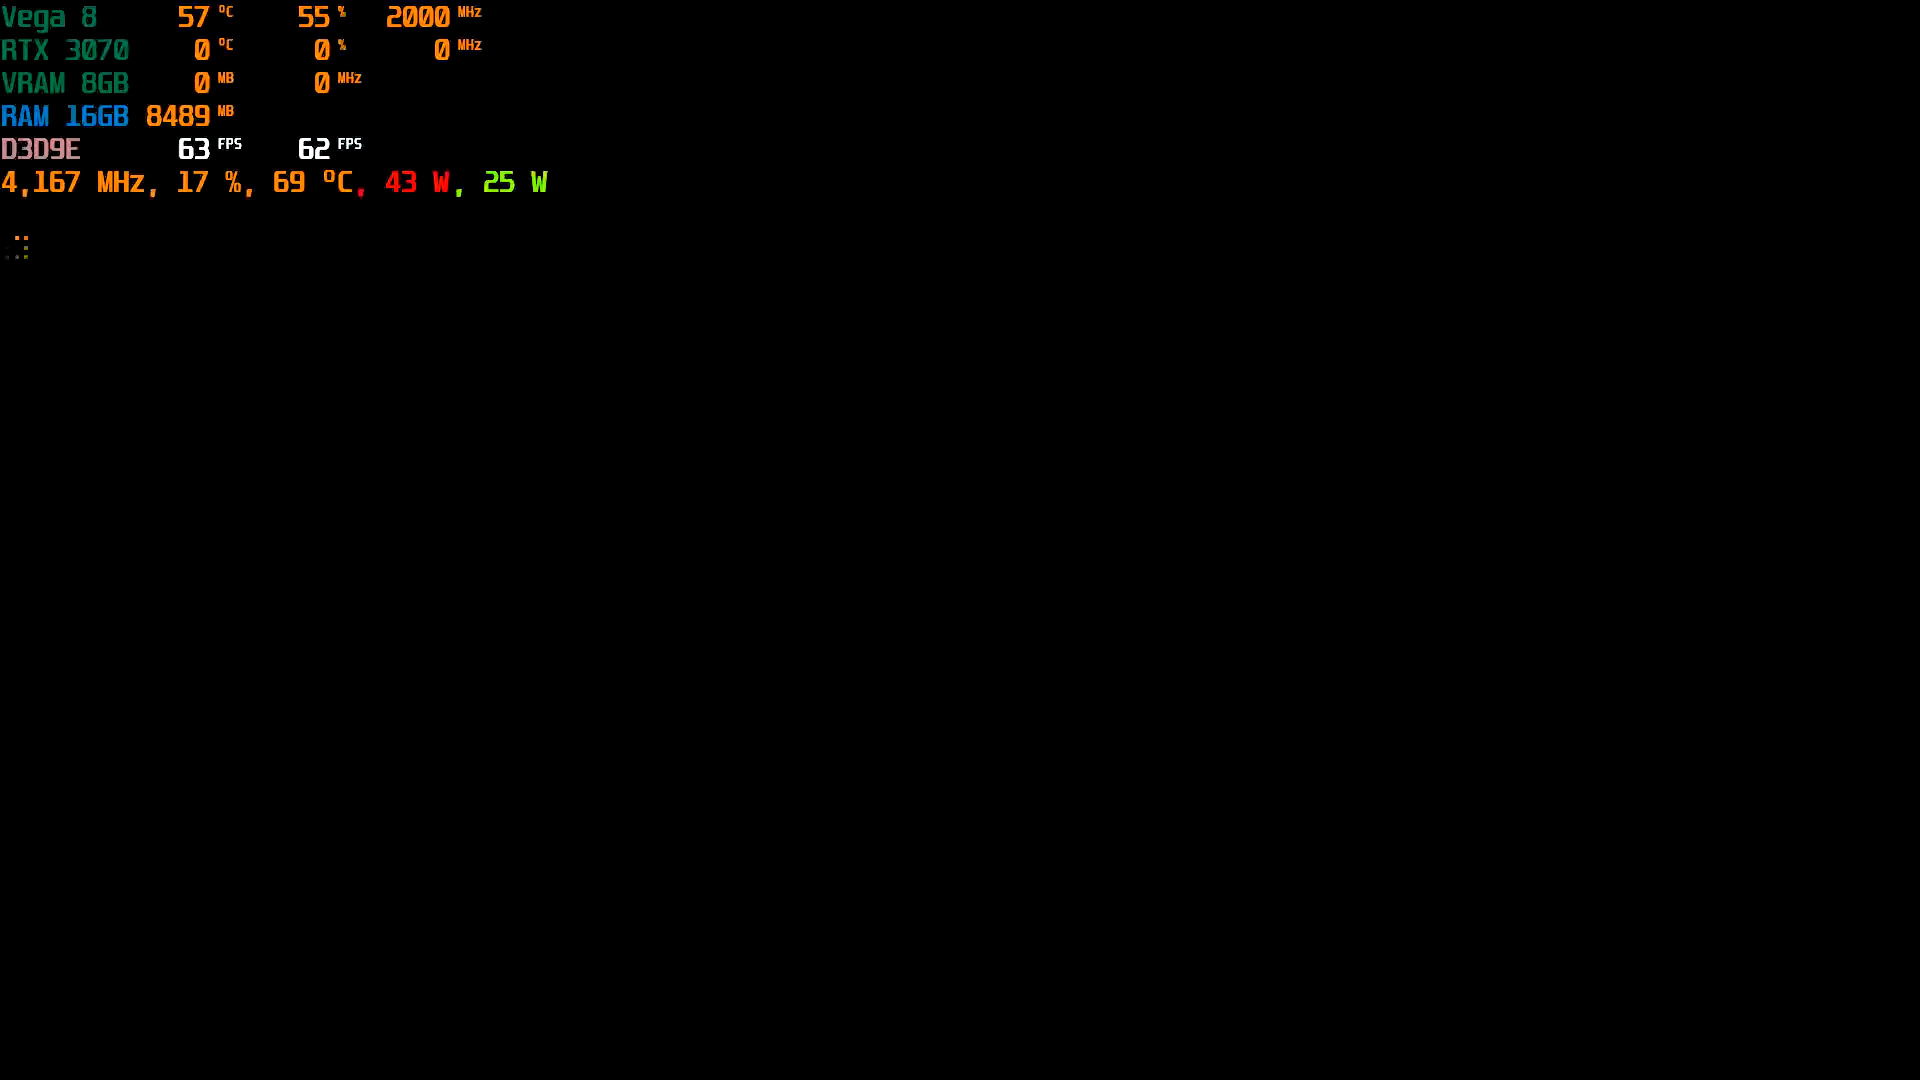 Vega 8 57 °C 55 % 2000 MHz
RTX 3070 0 °C 0 % 0 MHz
VRAM 8GB 0 MB 0 MHz
RAM 16GB 8489 MB
D3D9E 63 FPS 62 FPS
4,167 MHz, 17 %, 69 °C, 43 W, 25 W